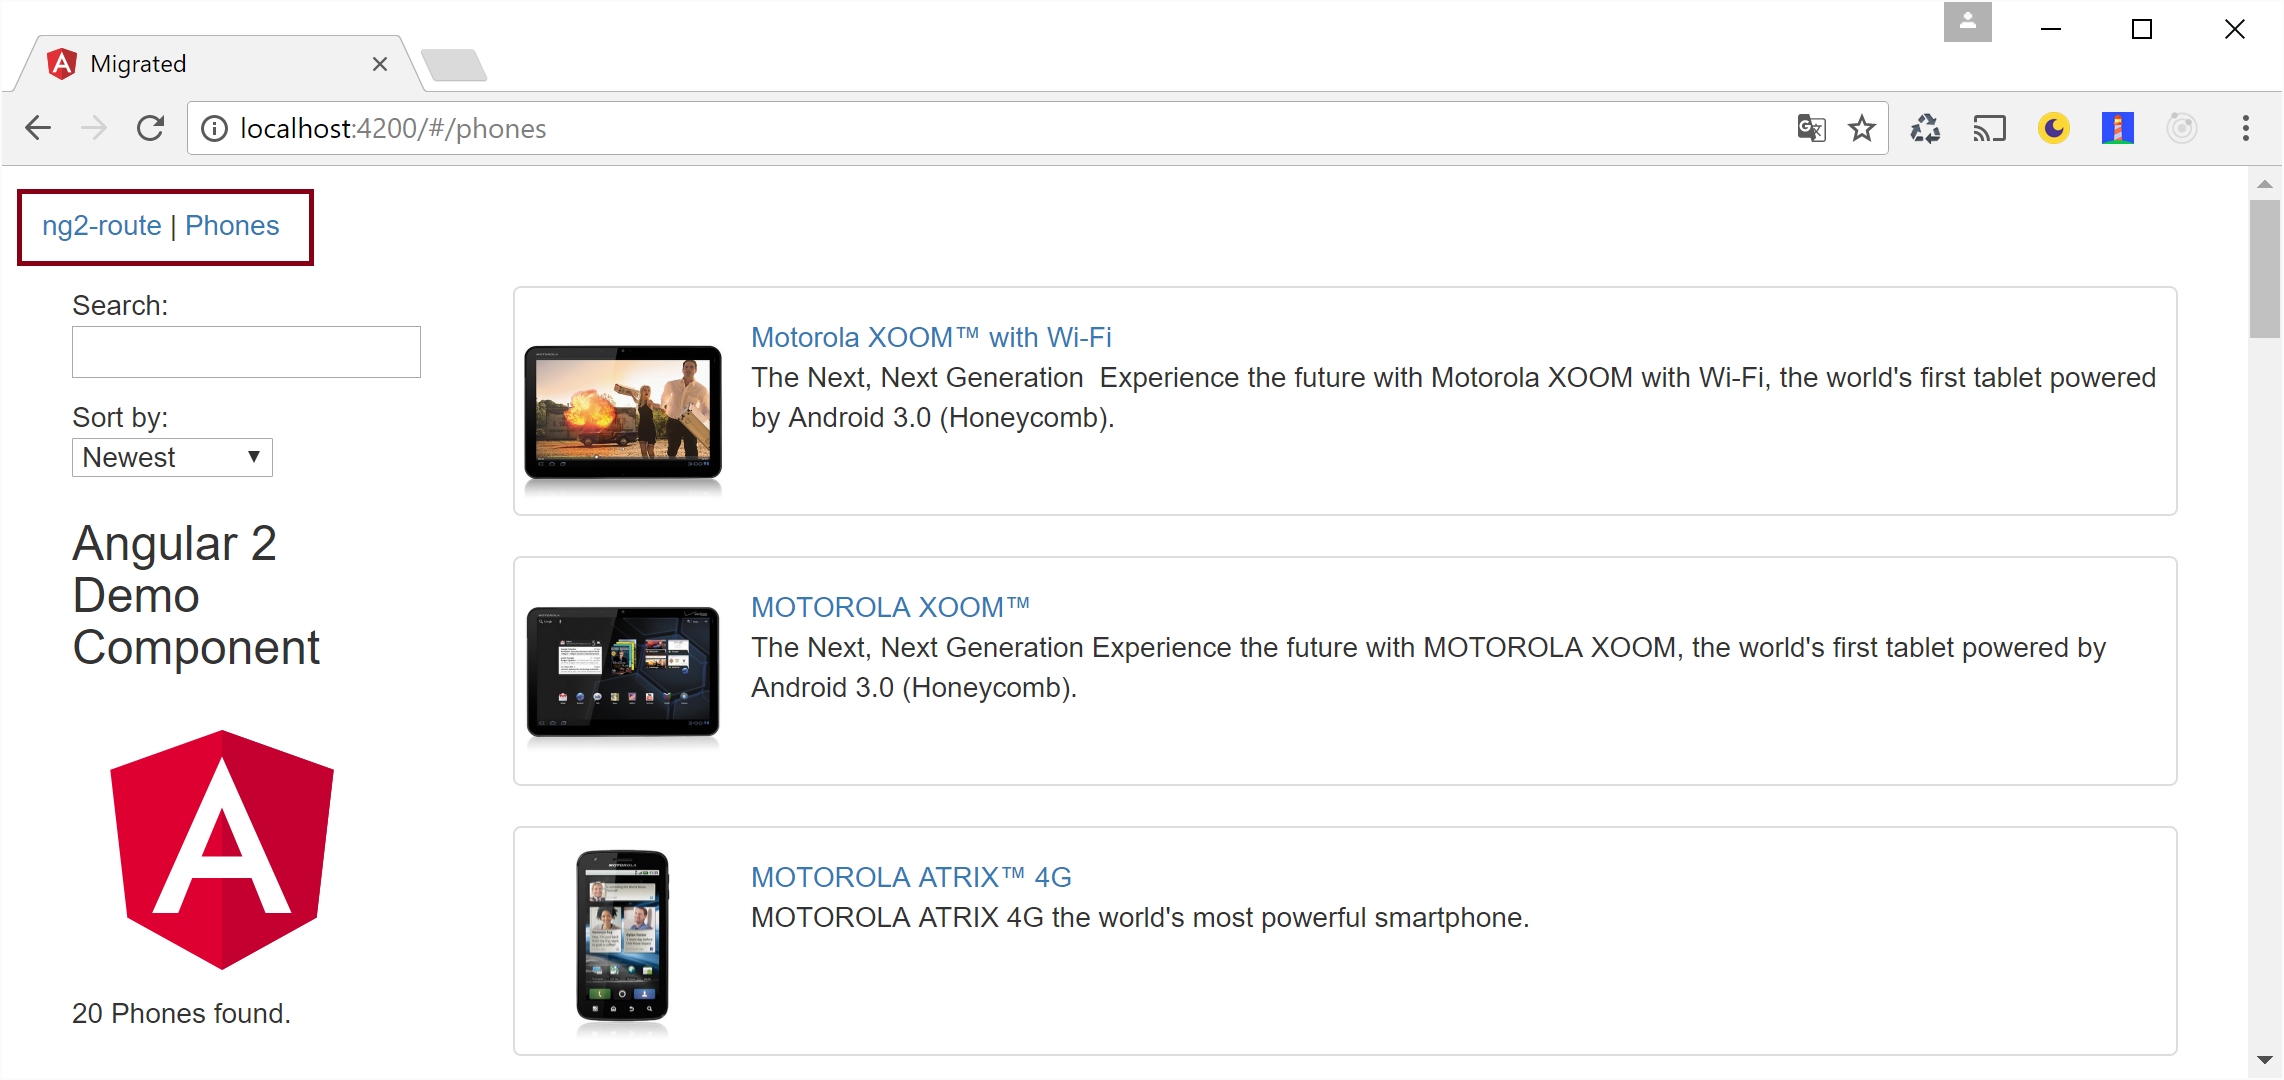 Migrated
localhost:4200/#/phones
ng2-route | Phones
Search:
Sort by:
Newest
Angular 2
Demo
Component
20 Phones found.
Motorola XOOM™ with Wi-Fi
The Next, Next Generation  Experience the future with Motorola XOOM with Wi-Fi, the world's first tablet powered
by Android 3.0 (Honeycomb).
MOTOROLA XOOM™
The Next, Next Generation Experience the future with MOTOROLA XOOM, the world's first tablet powered by
Android 3.0 (Honeycomb).
MOTOROLA ATRIX™ 4G
MOTOROLA ATRIX 4G the world's most powerful smartphone.